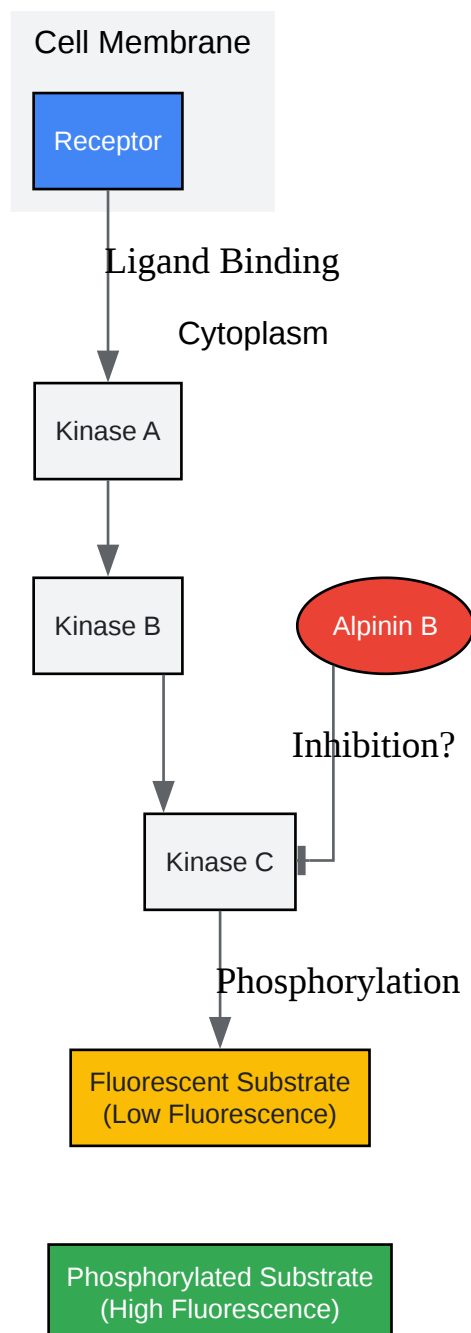 Cell Membrane
Receptor
Ligand Binding
Cytoplasm
Kinase A
Kinase B
Alpinin B
Inhibition?
Kinase C
Phosphorylation
Fluorescent Substrate
(Low Fluorescence)
Phosphorylated Substrate
(High Fluorescence)